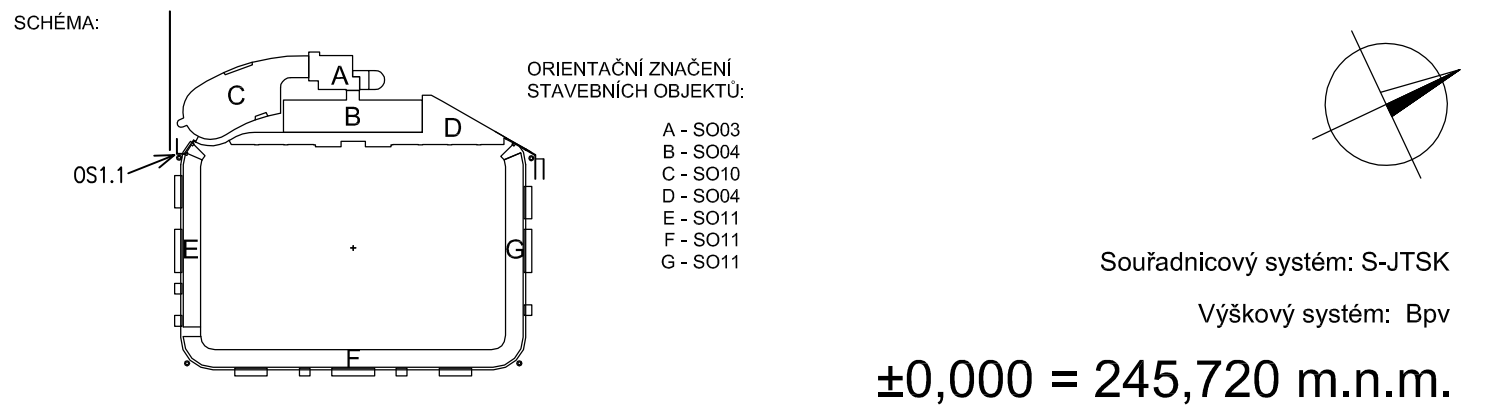 SCHÉMA:
ORIENTAČNÍ ZNAČENÍ
STAVEBNÍCH OBJEKTŮ:
A - SO03
B - SO04
C - SO10
D - SO04
E - SO11
F - SO11
G - SO11
A
C
B
D
OS1.1
E
G
F
Souřadnicový systém: S-JTSK
Výškový systém: Bpv
±0,000 = 245,720 m.n.m.